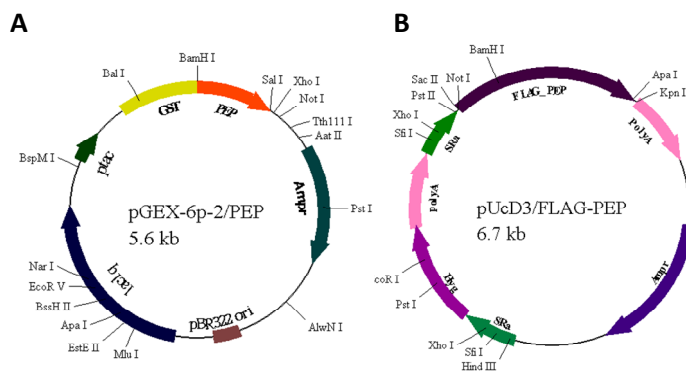 A
BamH I
Bal I
GST
PEP
Sal I
Xho I
Not I
Tth111 I
Aat II
ptac
BspM I
Ampr
Pst I
pGEX-6p-2/PEP
5.6 kb
Nar I
EcoR V
BssH II
Apa I
EstE II
Mlu I
lacIq
pBR322 ori
AlwN I
B
BamH I
Sac II
Not I
Pst II
Xho I
Sfi I
SRa
FLAG_PEP
Apa I
Kpn I
PolyA
polyA
pUcD3/FLAG-PEP
6.7 kb
coR I
Hyg
Pst I
Ampr
SRa
Xho I
Sfi I
Hind III